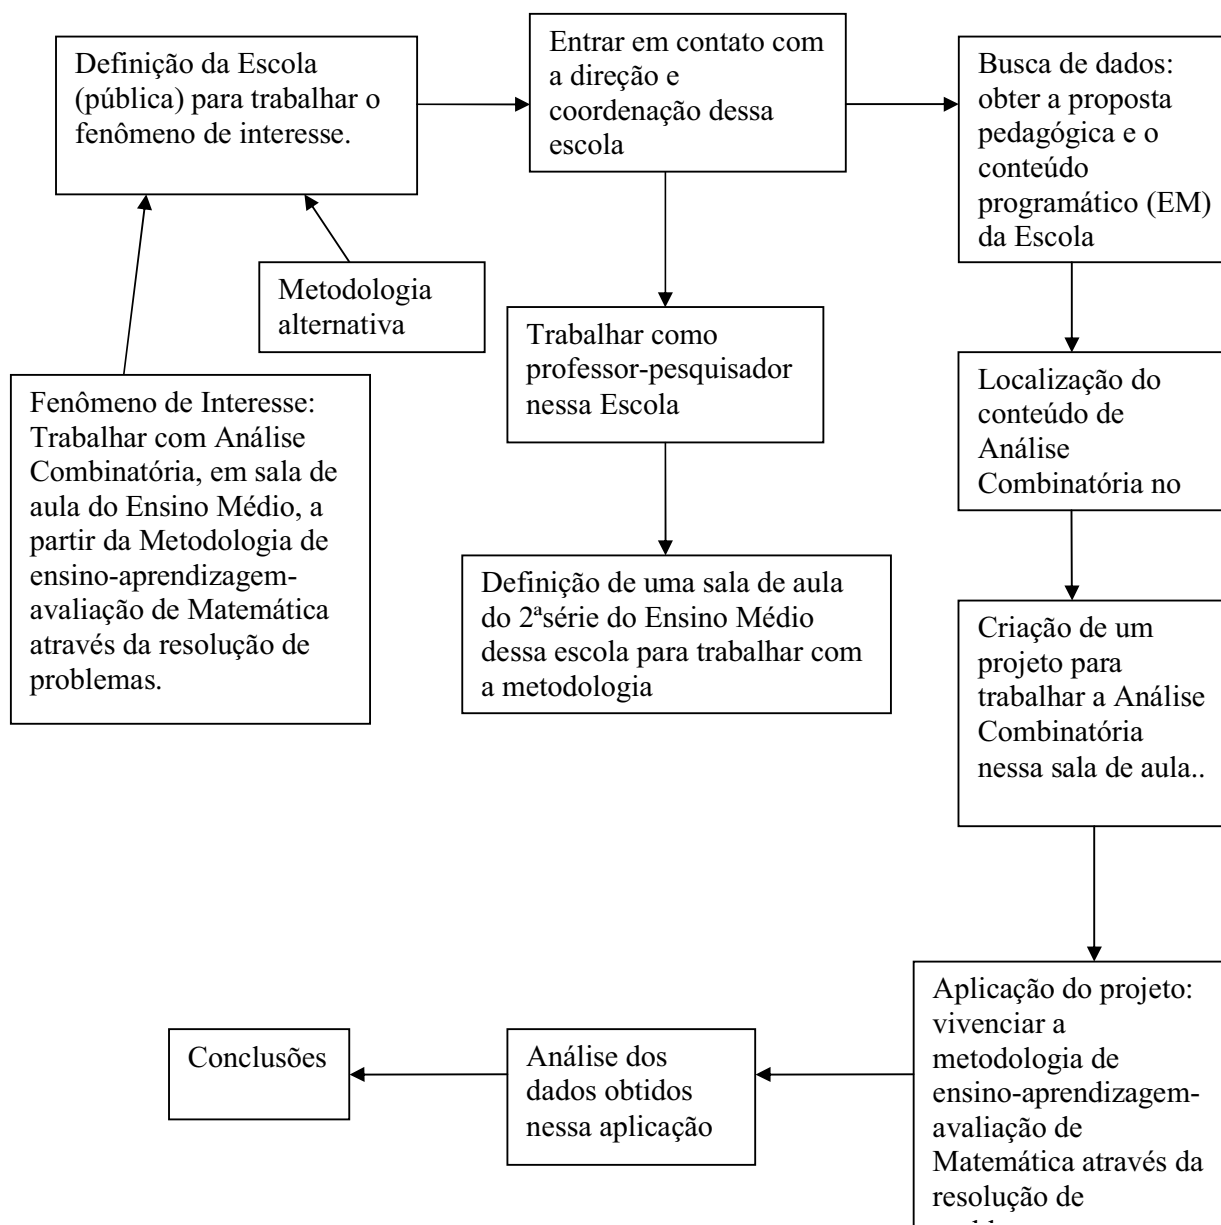 Definição da Escola
(pública) para trabalhar o
fenômeno de interesse.
Entrar em contato com
a direção e
coordenação dessa
escola
Busca de dados:
obter a proposta
pedagógica e o
conteúdo
programático (EM)
da Escola
Metodologia
alternativa
Trabalhar como
professor-pesquisador
nessa Escola
Localização do
conteúdo de
Análise
Combinatória no
Fenômeno de Interesse:
Trabalhar com Análise
Combinatória, em sala de
aula do Ensino Médio, a
partir da Metodologia de
ensino-aprendizagem-
avaliação de Matemática
através da resolução de
problemas.
Definição de uma sala de aula
do 2ªsérie do Ensino Médio
dessa escola para trabalhar com
a metodologia
Criação de um
projeto para
trabalhar a Análise
Combinatória
nessa sala de aula..
Aplicação do projeto:
vivenciar a
metodologia de
ensino-aprendizagem-
avaliação de
Matemática através da
resolução de
Análise dos
dados obtidos
nessa aplicação
Conclusões